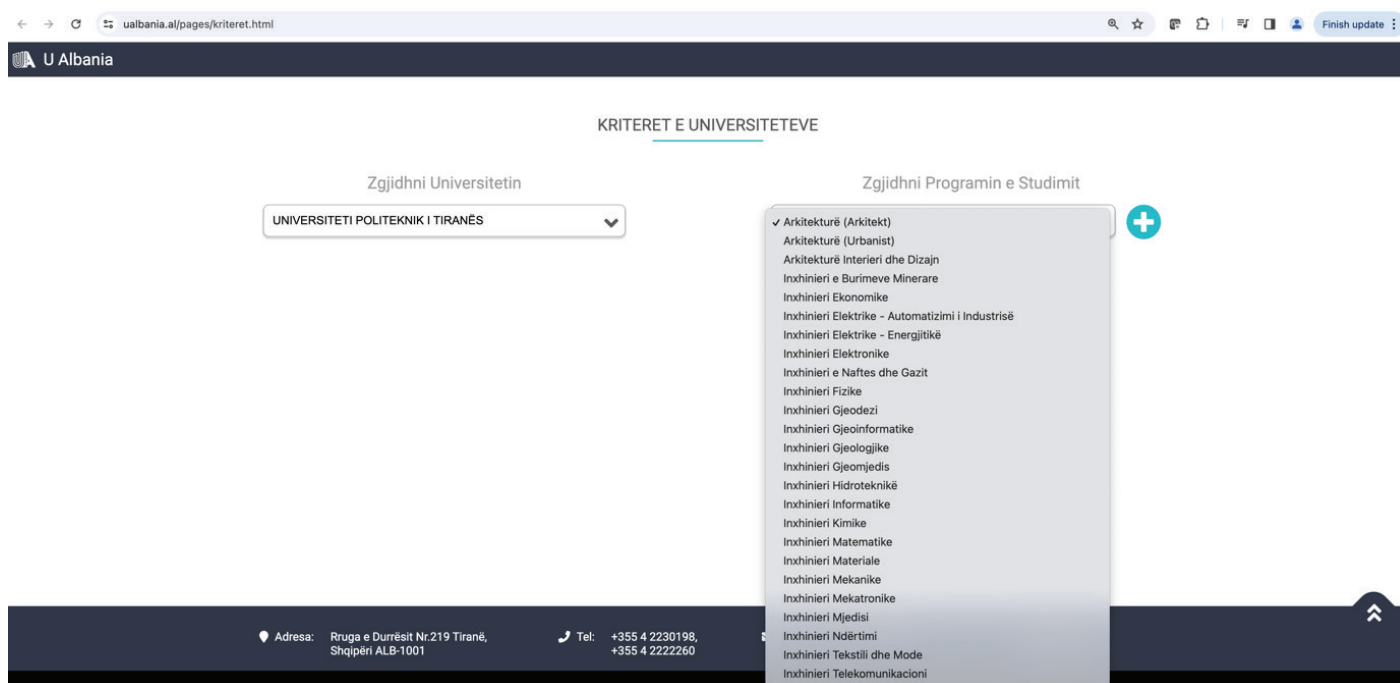 ualbania.al/pages/kriteret.html
Finish update
U Albania
KRITERET E UNIVERSITETEVE
Zgjidhni Universitetin
UNIVERSITETI POLITEKNIK I TIRANËS
Zgjidhni Programin e Studimit
✓ Arkitekturë (Arkitekt)
Arkitekturë (Urbanist)
Arkitekturë Interieri dhe Dizajn
Inxhinieri e Burimeve Minerare
Inxhinieri Ekonomike
Inxhinieri Elektrike - Automatizimi i Industrisë
Inxhinieri Elektrike - Energjitikë
Inxhinieri Elektronike
Inxhinieri e Naftes dhe Gazit
Inxhinieri Fizike
Inxhinieri Gjeodezi
Inxhinieri Gjeoinformatike
Inxhinieri Gjeologjike
Inxhinieri Gjeomjedis
Inxhinieri Hidroteknikë
Inxhinieri Informatike
Inxhinieri Kimike
Inxhinieri Matematike
Inxhinieri Materiale
Inxhinieri Mekanike
Inxhinieri Mekatronike
Inxhinieri Mjedisi
Inxhinieri Ndërtimi
Inxhinieri Tekstili dhe Mode
Inxhinieri Telekomunikacioni
Adresa: Rruga e Durrësit Nr.219 Tiranë,
Shqipëri ALB-1001
Tel: +355 4 2230198,
+355 4 2222260